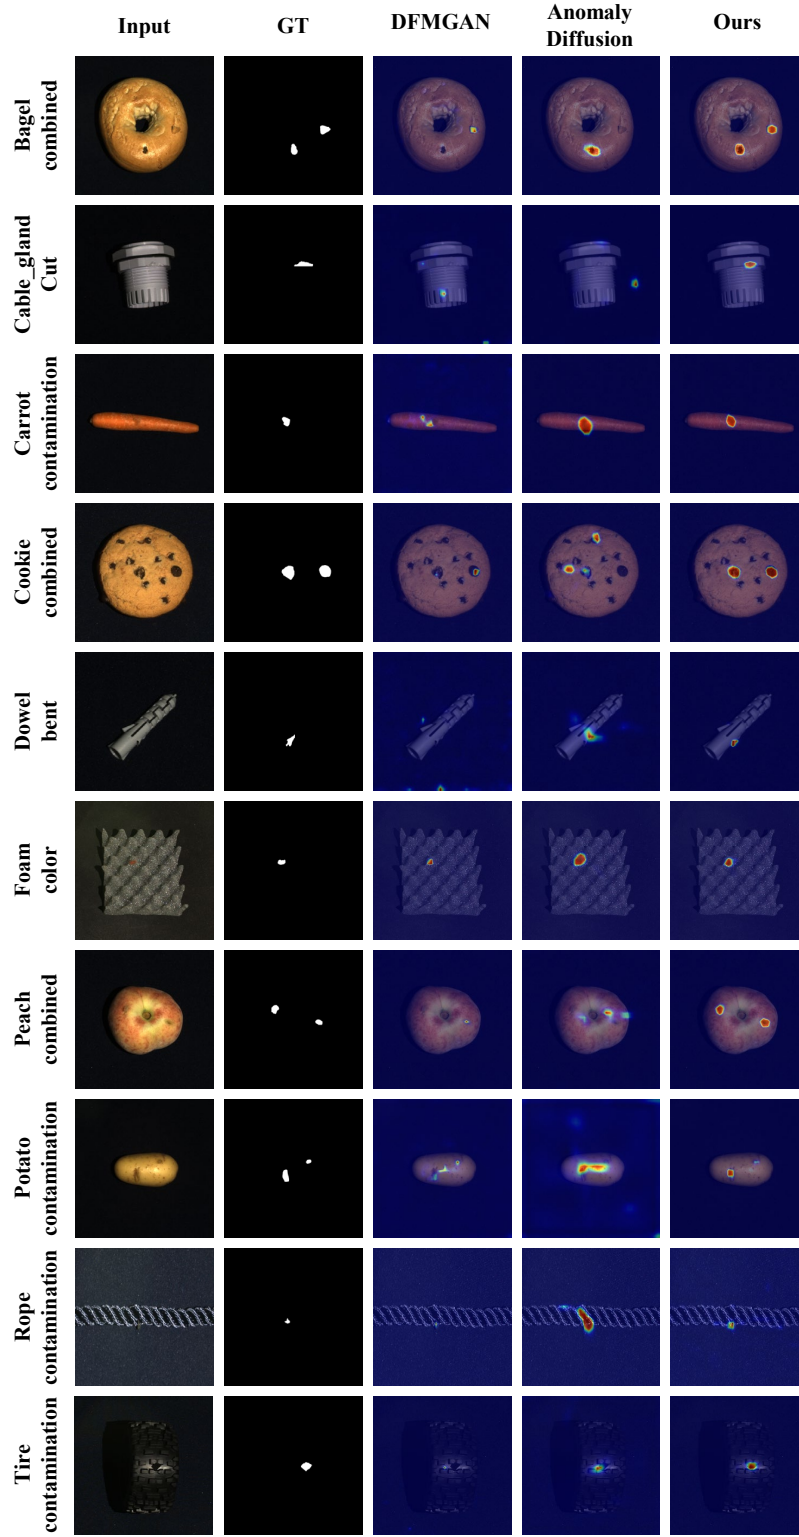 Input
GT
DFMGAN
Anomaly
Diffusion
Ours
Bagel
combined
Cable_gland
Cut
Carrot
contamination
Cookie
combined
Dowel
bent
Foam
color
Peach
combined
Potato
contamination
Rope
contamination
Tire
contamination